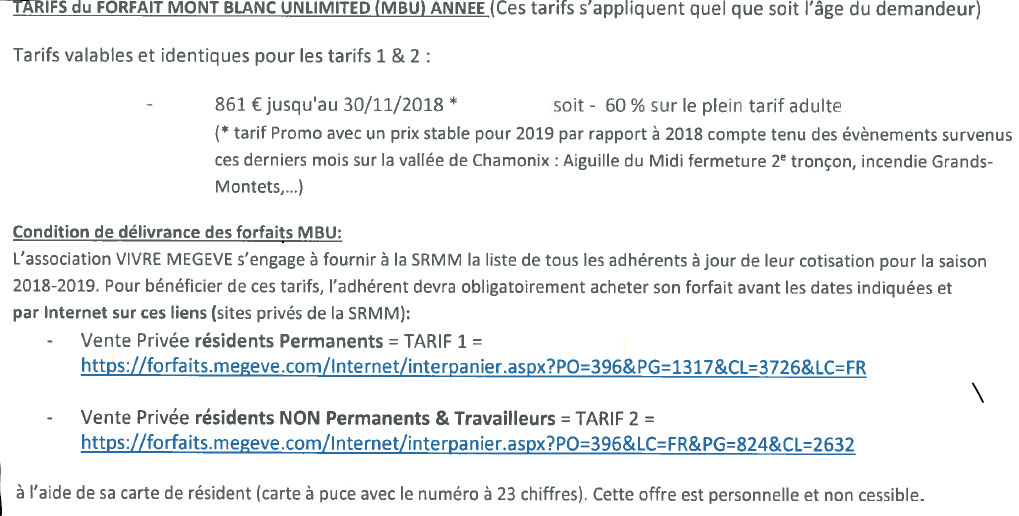 TARIFS du FORFAIT MONT BLANC UNLIMITED (MBU) ANNEE (Ces tarifs s'appliquent quel que soit l'âge du demandeur)
Tarifs valables et identiques pour les tarifs 1 & 2 :
- 861 € jusqu'au 30/11/2018 * soit - 60 % sur le plein tarif adulte
(* tarif Promo avec un prix stable pour 2019 par rapport à 2018 compte tenu des évènements survenus
ces derniers mois sur la vallée de Chamonix : Aiguille du Midi fermeture 2e tronçon, incendie Grands-
Montets,...)
Condition de délivrance des forfaits MBU:
L'association VIVRE MEGEVE s'engage à fournir à la SRMM la liste de tous les adhérents à jour de leur cotisation pour la saison
2018-2019. Pour bénéficier de ces tarifs, l'adhérent devra obligatoirement acheter son forfait avant les dates indiquées et
par Internet sur ces liens (sites privés de la SRMM):
- Vente Privée résidents Permanents = TARIF 1 =
https://forfaits.megeve.com/Internet/interpanier.aspx?PO=396&PG=1317&CL=3726&LC=FR
- Vente Privée résidents NON Permanents & Travailleurs = TARIF 2 =
https://forfaits.megeve.com/Internet/interpanier.aspx?PO=396&LC=FR&PG=824&CL=2632
à l'aide de sa carte de résident (carte à puce avec le numéro à 23 chiffres). Cette offre est personnelle et non cessible.